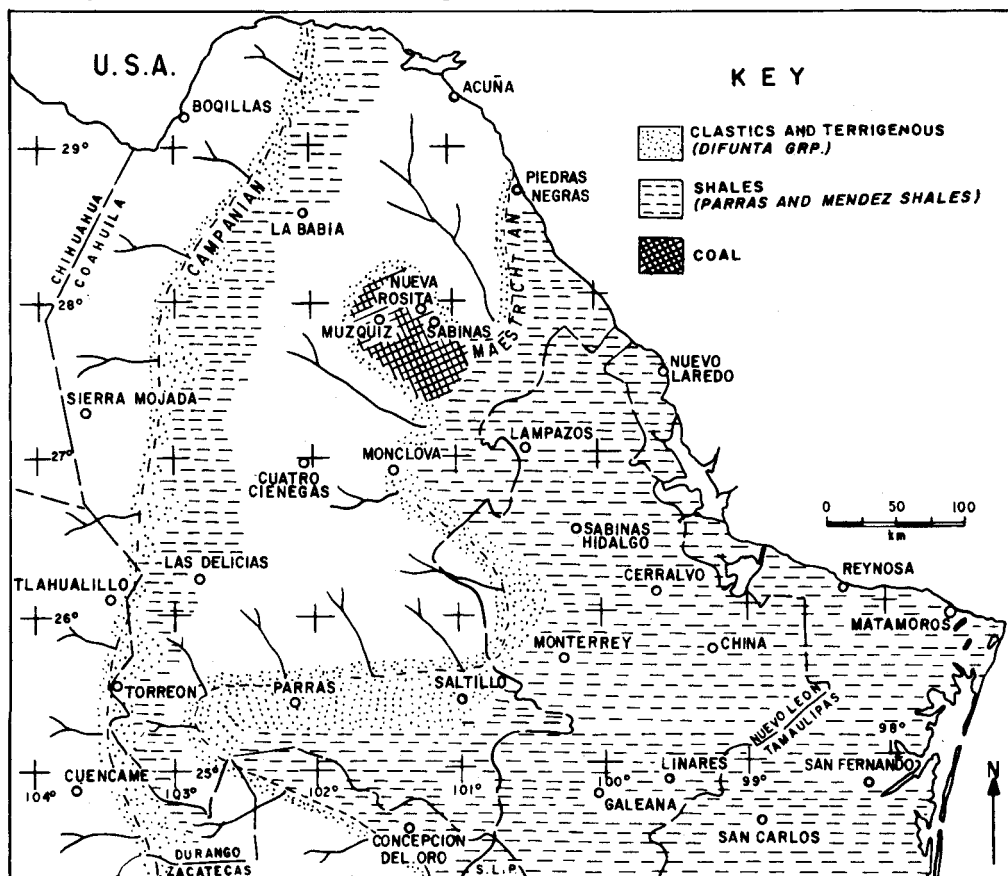 U.S.A.
BOQILLAS
ACUÑA
KEY
CLASTICS AND TERRIGENOUS
(DIFUNTA GRP.)
SHALES
(PARRAS AND MENDEZ SHALES)
COAL
29°
CHIHUAHUA
COAHUILA
CAMPANIAN
LA BABIA
PIEDRAS
NEGRAS
MAESTRICHTIAN
28°
NUEVA
ROSITA
MUZQUIZ
SABINAS
NUEVO
LAREDO
SIERRA MOJADA
27°
CUATRO
CIENEGAS
MONCLOVA
LAMPAZOS
0 50 100
km
SABINAS
HIDALGO
LAS DELICIAS
TLAHUALILLO
CERRALVO
REYNOSA
26°
MATAMOROS
MONTERREY
CHINA
TORREON
PARRAS
SALTILLO
NUEVO LEON
TAMAULIPAS
98°
CUENCAME
25°
LINARES
SAN FERNANDO
N
104°
103°
102°
101°
100°
99°
GALEANA
SAN CARLOS
CONCEPCION
DEL ORO
DURANGO
ZACATECAS
S.L.P.